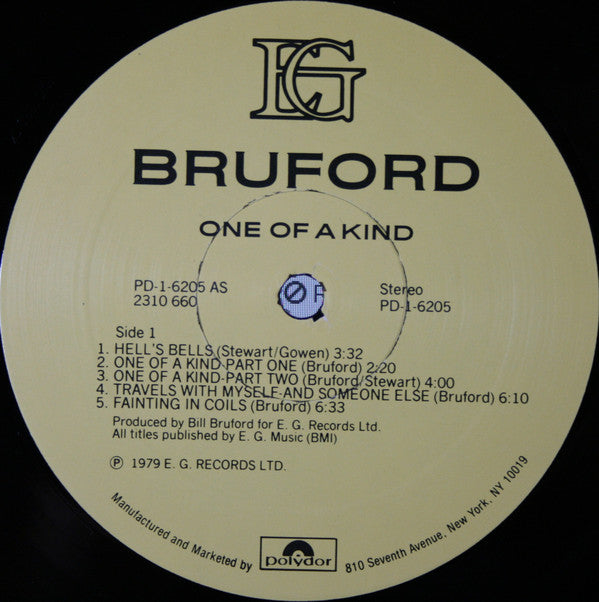 EG
BRUFORD
ONE OF A KIND
PD-1-6205 AS
2310 660
Stereo
PD-1-6205
Side 1
1. HELL'S BELLS (Stewart/Gowen) 3:32
2. ONE OF A KIND-PART ONE (Bruford) 2:20
3. ONE OF A KIND-PART TWO (Bruford/Stewart) 4:00
4. TRAVELS WITH MYSELF-AND SOMEONE ELSE (Bruford) 6:10
5. FAINTING IN COILS (Bruford) 6:33
Produced by Bill Bruford for E. G. Records Ltd.
All titles published by E. G. Music (BMI)
Ⓟ 1979 E. G. RECORDS LTD.
Manufactured and Marketed by polydor 810 Seventh Avenue, New York, NY 10019